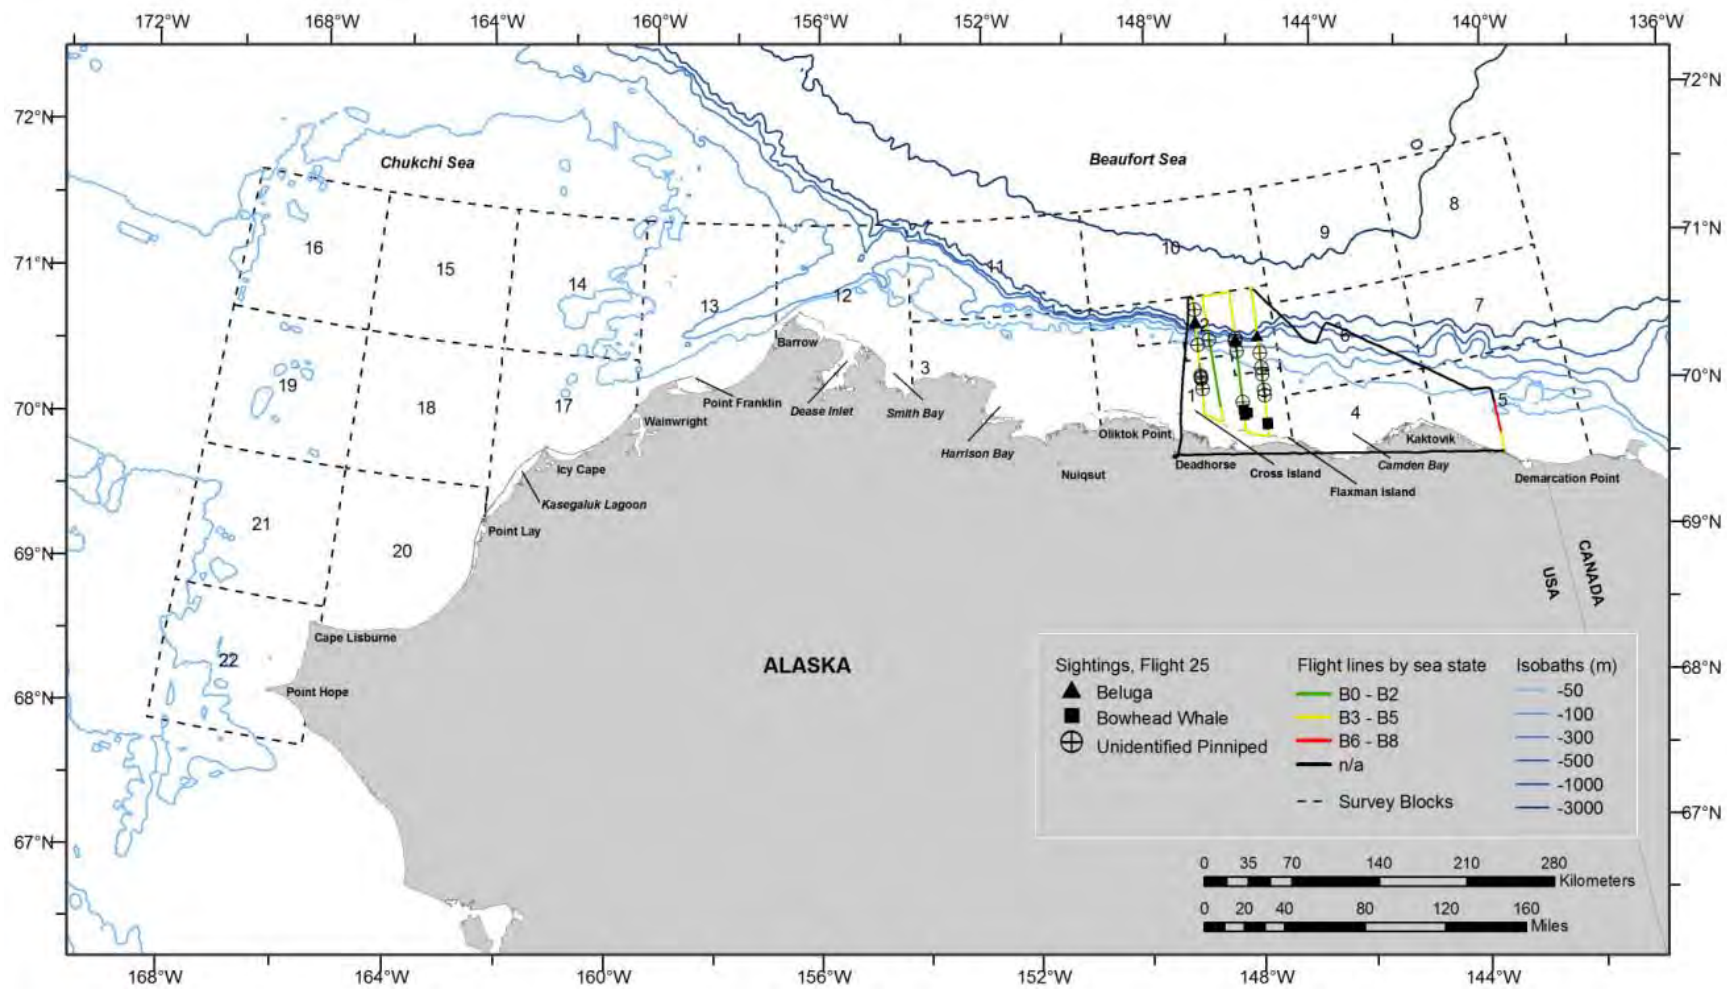 172°W 168°W 164°W 160°W 156°W 152°W 148°W 144°W 140°W 136°W
72°N 72°N
Chukchi Sea Beaufort Sea
8
9
16 10
71°N 71°N
15 11
14 12 7
13
2 6
Barrow
70°N 3 70°N
19 Point Franklin Dease Inlet Smith Bay 1 5
18 17 4
Wainwright Harrison Bay Oliktok Point Kaktovik
Icy Cape Deadhorse Cross Island Camden Bay
Nuiqsut Flaxman Island Demarcation Point
Kasegaluk Lagoon
21 Point Lay
69°N 69°N
20
USA CANADA
Cape Lisburne
22
ALASKA
68°N 68°N
Point Hope
67°N 67°N
Sightings, Flight 25
Beluga
Bowhead Whale
Unidentified Pinniped
Flight lines by sea state
B0 - B2
B3 - B5
B6 - B8
n/a
Survey Blocks
Isobaths (m)
-50
-100
-300
-500
-1000
-3000
0 35 70 140 210 280
Kilometers
0 20 40 80 120 160
Miles
168°W 164°W 160°W 156°W 152°W 148°W 144°W